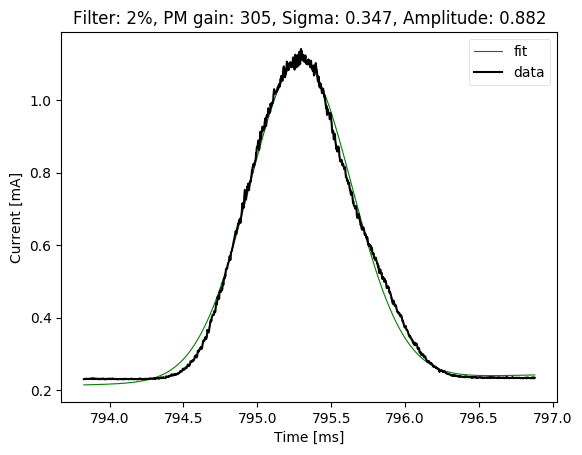 Filter: 2%, PM gain: 305, Sigma: 0.347, Amplitude: 0.882
fit
data
1.0
0.8
0.6
0.4
0.2
Current [mA]
794.0 794.5 795.0 795.5 796.0 796.5 797.0
Time [ms]